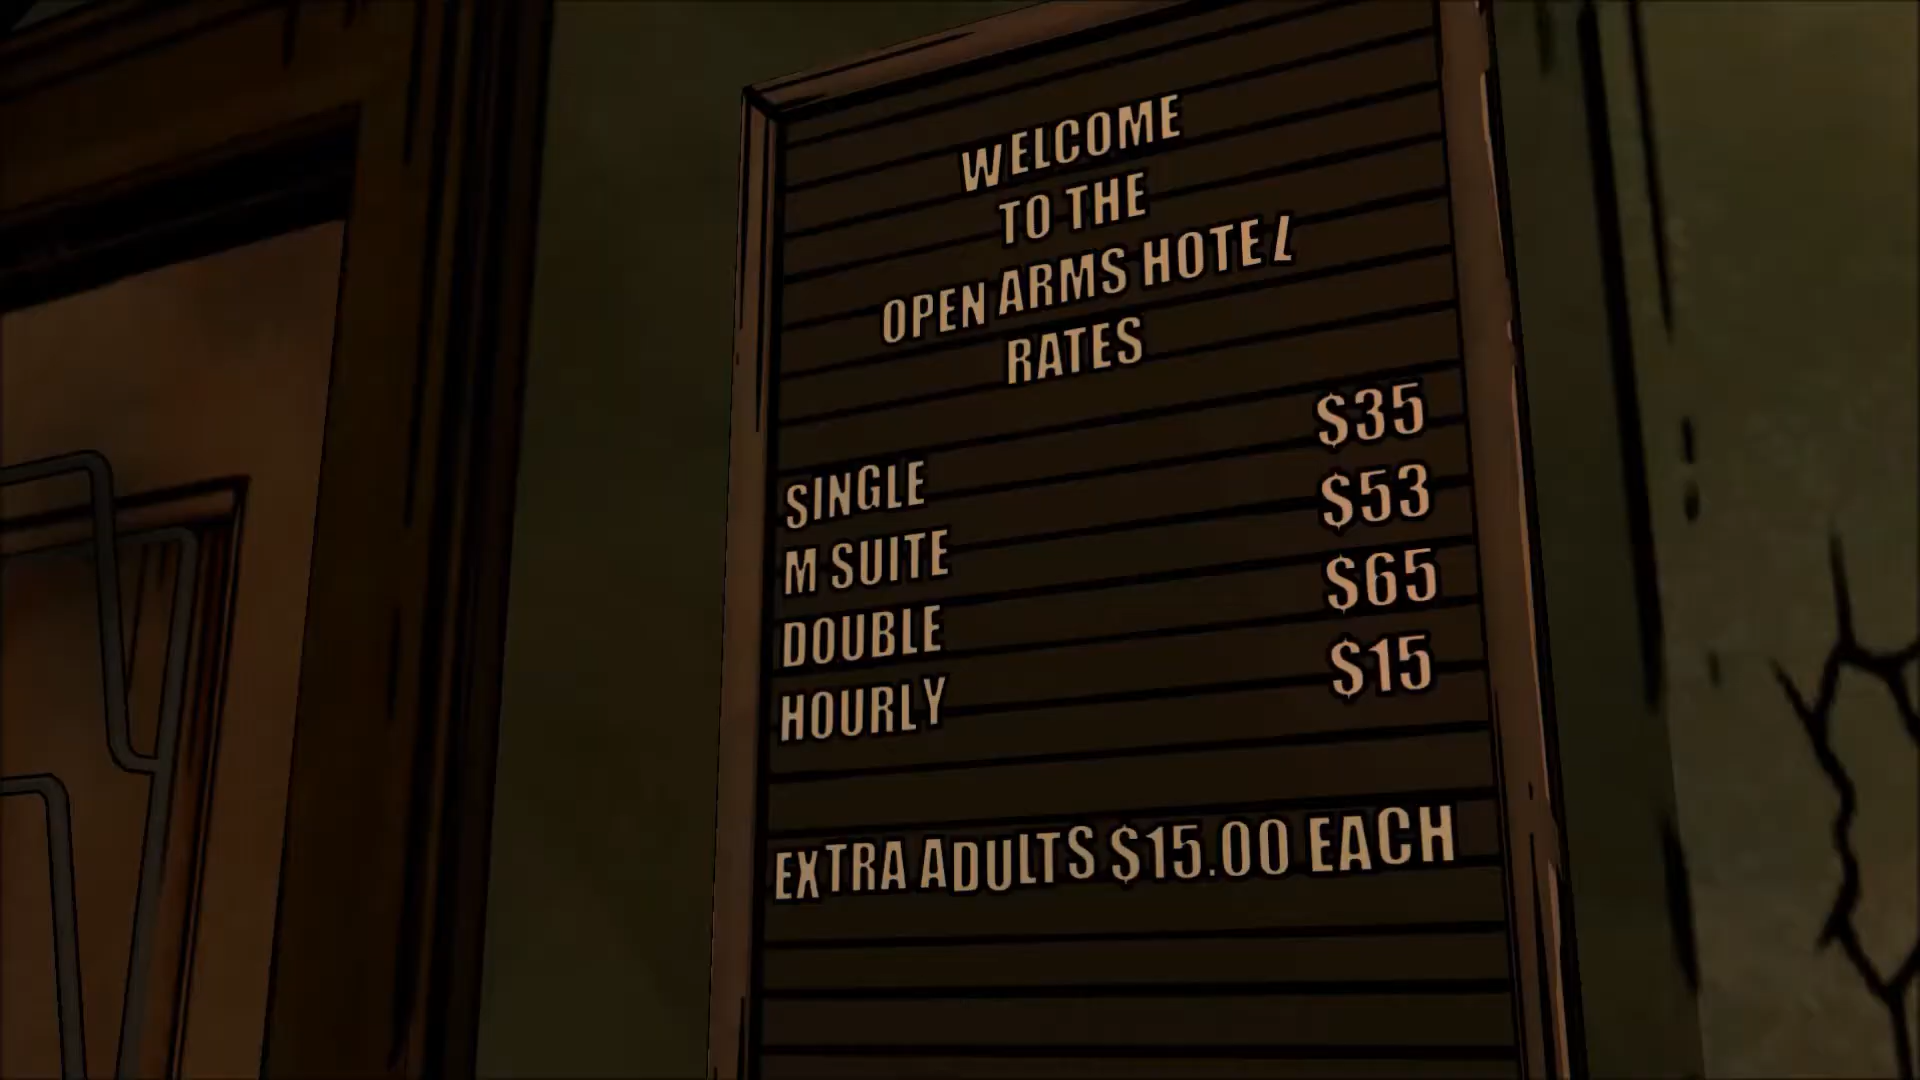 WELCOME
TO THE
OPEN ARMS HOTEL
RATES
SINGLE $35
M SUITE $53
DOUBLE $65
HOURLY $15
EXTRA ADULTS $15.00 EACH